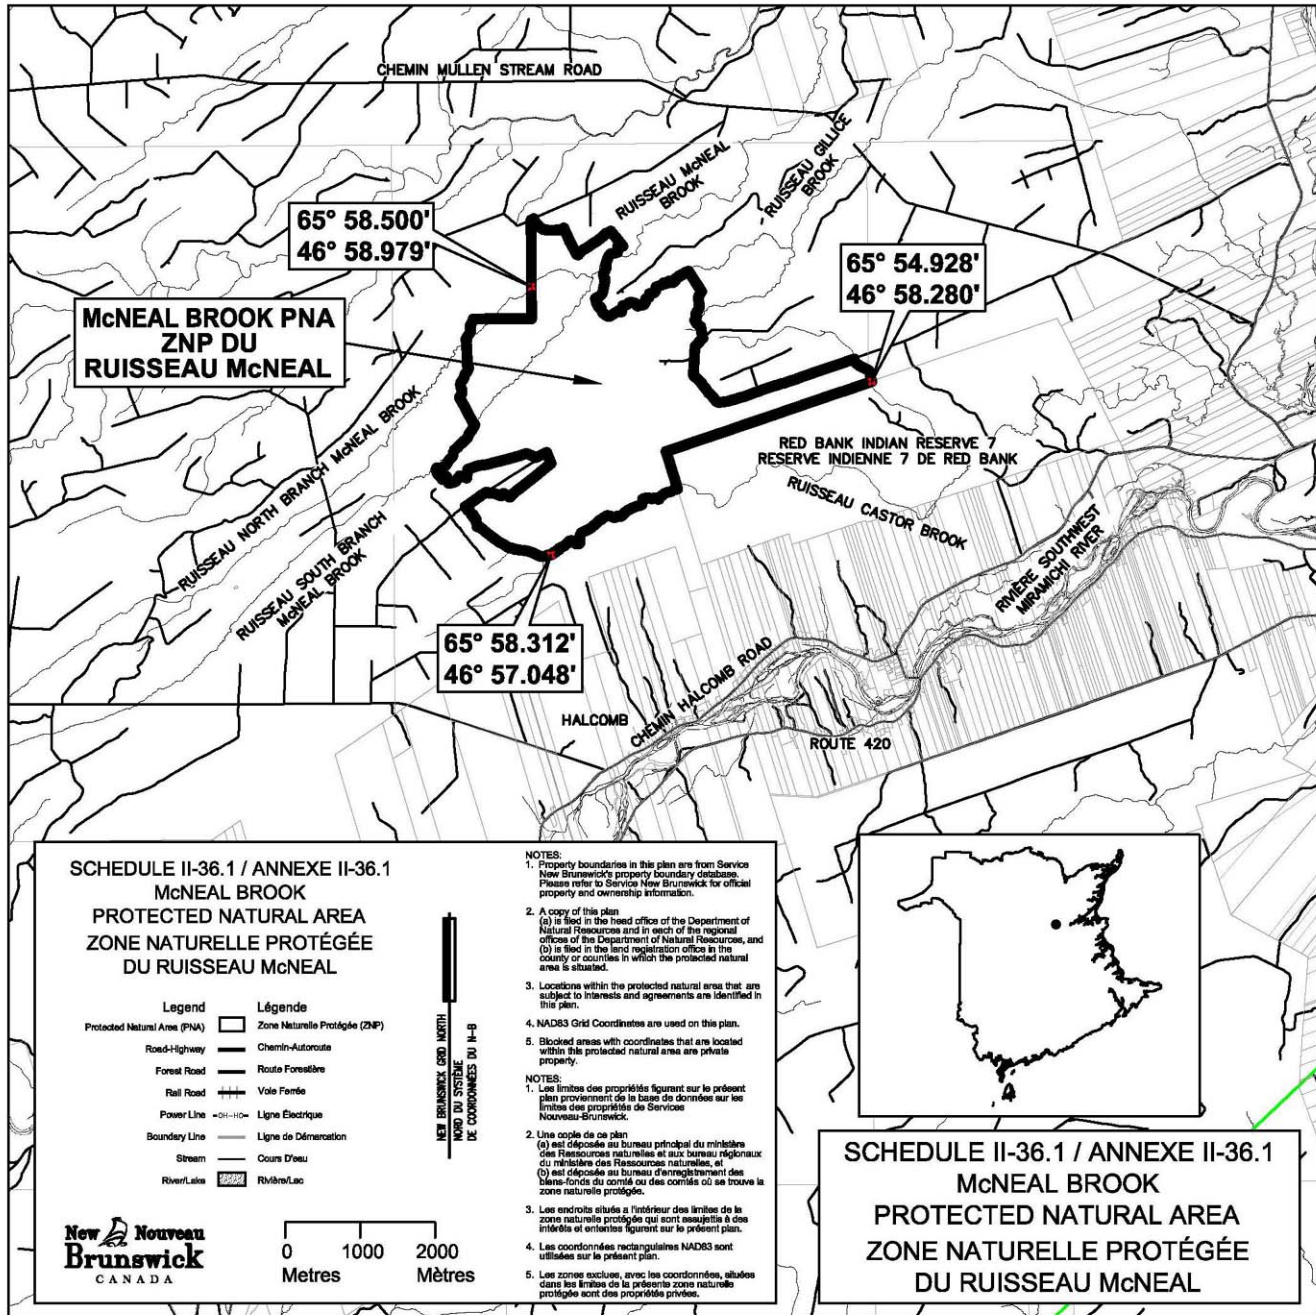 CHEMIN MULLEN STREAM ROAD
RUISSEAU McNEAL
BROOK
RUISSEAU GILLICE
BROOK
65° 58.500'
46° 58.979'
65° 54.928'
46° 58.280'
McNEAL BROOK PNA
ZNP DU
RUISSEAU McNEAL
RUISSEAU NORTH BRANCH McNEAL BROOK
RED BANK INDIAN RESERVE 7
RESERVE INDIENNE 7 DE RED BANK
RUISSEAU CASTOR BROOK
RUISSEAU SOUTH BRANCH
McNEAL BROOK
RIVIÈRE SOUTHWEST
MIRAMICHI RIVER
65° 58.312'
46° 57.048'
HALCOMB
CHEMIN HALCOMB ROAD
ROUTE 420
SCHEDULE II-36.1 / ANNEXE II-36.1
McNEAL BROOK
PROTECTED NATURAL AREA
ZONE NATURELLE PROTÉGÉE
DU RUISSEAU McNEAL
Legend Légende
Protected Natural Area (PNA) Zone Naturelle Protégée (ZNP)
Road-Highway Chemin-Autoroute
Forest Road Route Forestière
Rail Road Voie Ferrée
Power Line -OH-HO- Ligne Électrique
Boundary Line Ligne de Démarcation
Stream Cours D'eau
River/Lake Rivière/Lac
NEW BRUNSWICK GRID NORTH
NORD DU SYSTÈME
DE COORDONNÉES DU N-B
New Nouveau
Brunswick
CANADA
0 1000 2000
Metres Mètres
NOTES:
1. Property boundaries in this plan are from Service
New Brunswick's property boundary database.
Please refer to Service New Brunswick for official
property and ownership information.
2. A copy of this plan
(a) is filed in the head office of the Department of
Natural Resources and in each of the regional
offices of the Department of Natural Resources, and
(b) is filed in the land registration office in the
county or counties in which the protected natural
area is situated.
3. Locations within the protected natural area that are
subject to interests and agreements are identified in
this plan.
4. NAD83 Grid Coordinates are used on this plan.
5. Blocked areas with coordinates that are located
within this protected natural area are private
property.
NOTES:
1. Les limites des propriétés figurant sur le présent
plan proviennent de la base de données sur les
limites des propriétés de Services
Nouveau-Brunswick.
2. Une copie de ce plan
(a) est déposée au bureau principal du ministère
des Ressources naturelles et aux bureau régionaux
du ministère des Ressources naturelles, et
(b) est déposée au bureau d'enregistrement des
biens-fonds du comté ou des comtés où se trouve la
zone naturelle protégée.
3. Les endroits situés a l'intérieur des limites de la
zone naturelle protégée qui sont assujettis à des
intérêts et ententes figurent sur le présent plan.
4. Les coordonnées rectangulaires NAD83 sont
utilisées sur le présent plan.
5. Les zones exclues, avec les coordonnées, situées
dans les limites de la présente zone naturelle
protégée sont des propriétés privées.
SCHEDULE II-36.1 / ANNEXE II-36.1
McNEAL BROOK
PROTECTED NATURAL AREA
ZONE NATURELLE PROTÉGÉE
DU RUISSEAU McNEAL